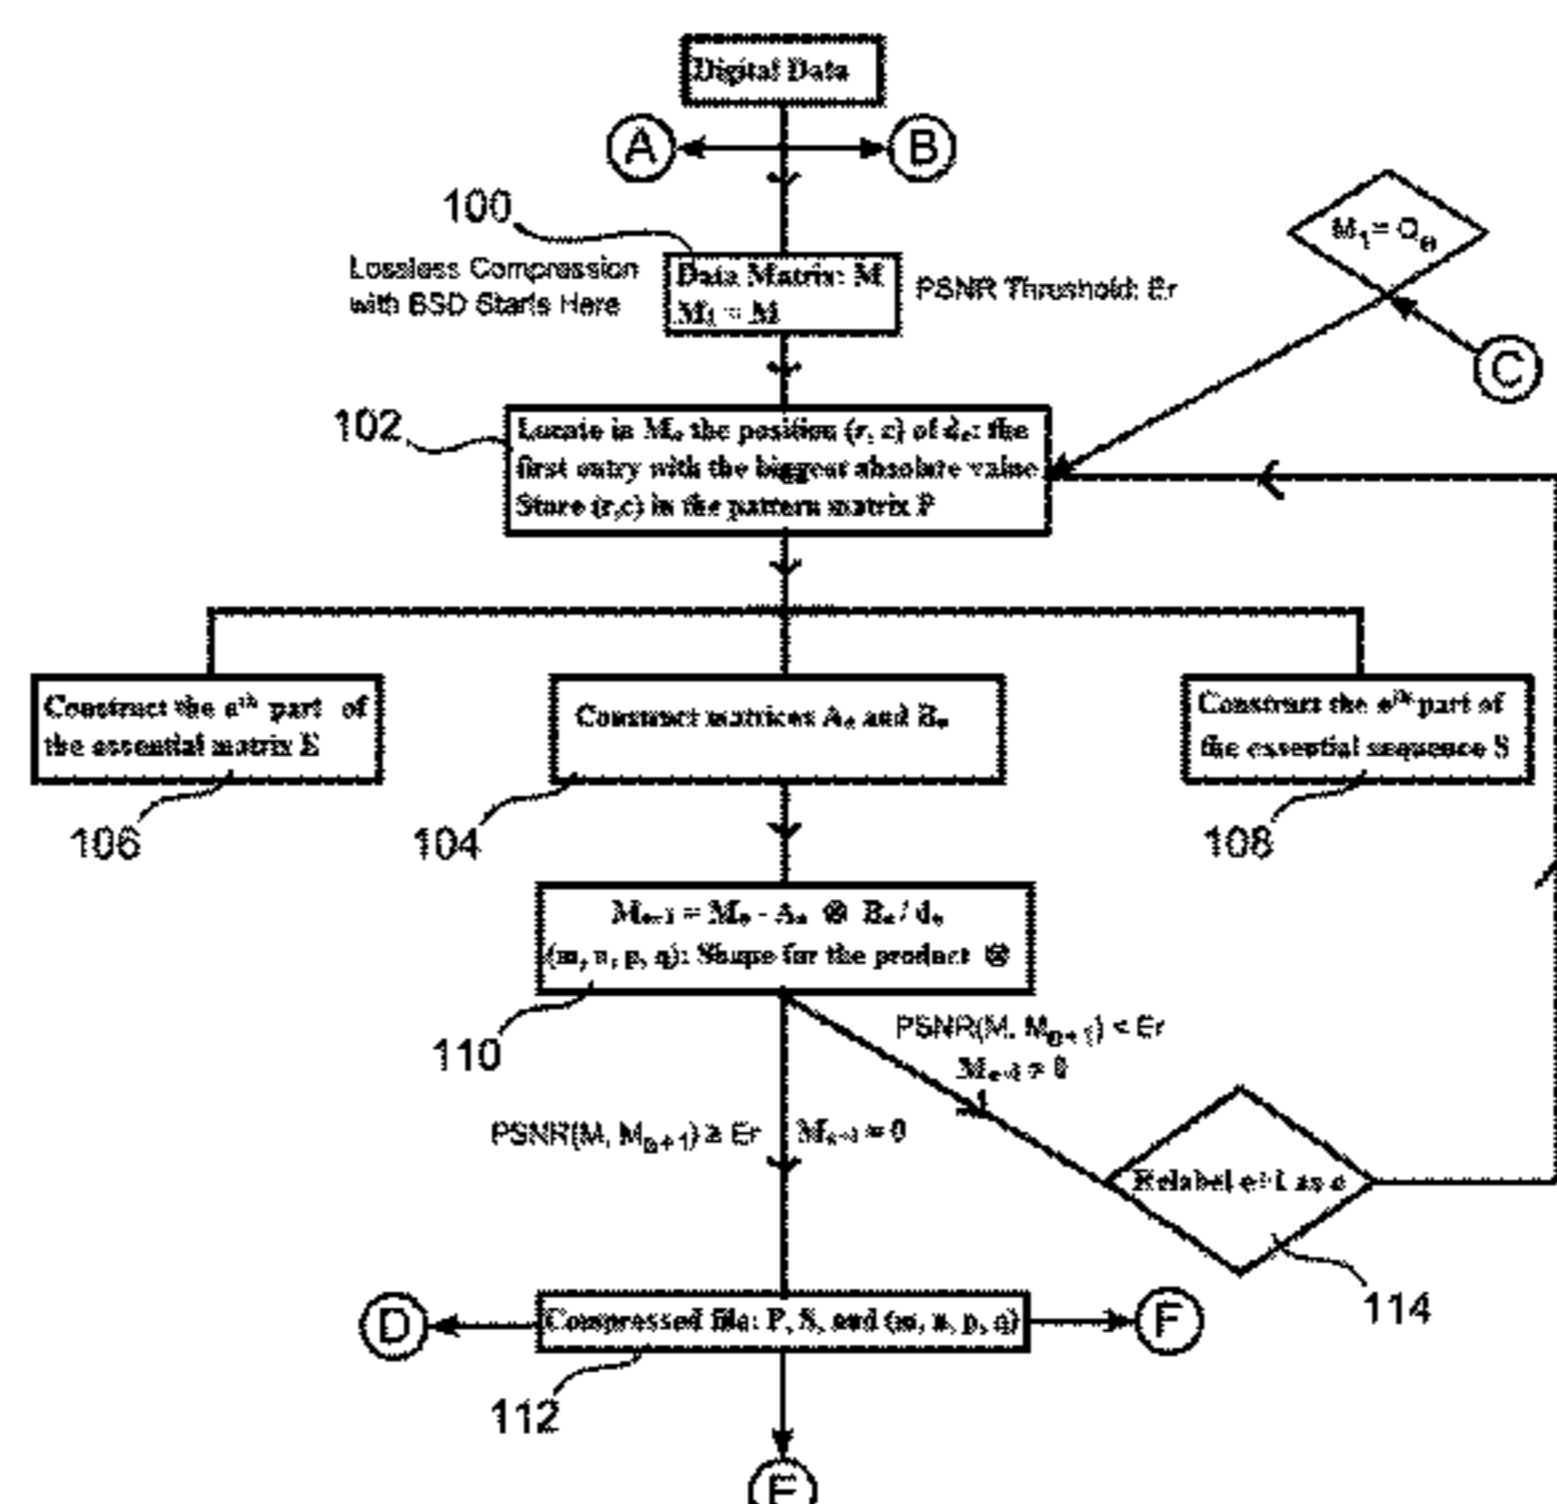 Digital Data
A
B
100
Lossless Compression
with BSD Starts Here
Data Matrix: M
M₁ = M
PSNR Threshold: Er
M₁ = Q_θ
C
102
Locate in Mₑ the position (r, c) of dₑ: the
first entry with the biggest absolute value
Store (r,c) in the pattern matrix P
Construct the eᵗʰ part of
the essential matrix E
Construct matrices Aₑ and Bₑ
Construct the eᵗʰ part of
the essential sequence S
106
104
108
Mₑ₊₁ = Mₑ - Aₑ ⊗ Bₑ / dₑ
(m, n, p, q): Shape for the product ⊗
110
PSNR(M, Mₑ₊₁) < Er
Mₑ₊₁ ≠ 0
PSNR(M, Mₑ₊₁) ≥ Er
Mₑ₊₁ = 0
Relabel e+1 as e
114
D
Compressed file: P, S, and (m, n, p, q)
F
112
E